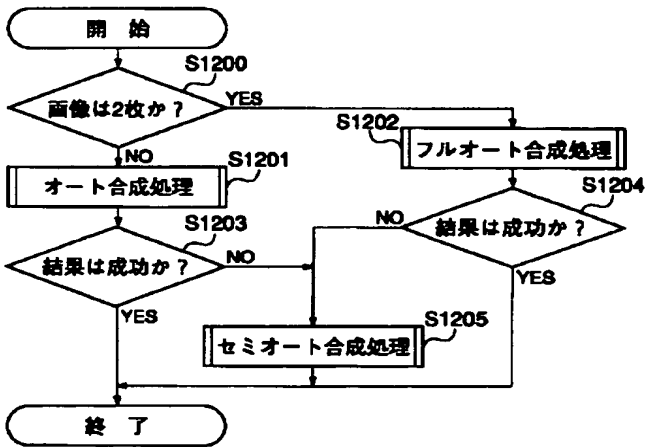 開 始
S1200
画像は2枚か?
YES
NO
S1202
フルオート合成処理
S1201
オート合成処理
S1204
結果は成功か?
NO
YES
S1203
結果は成功か?
NO
YES
S1205
セミオート合成処理
終 了